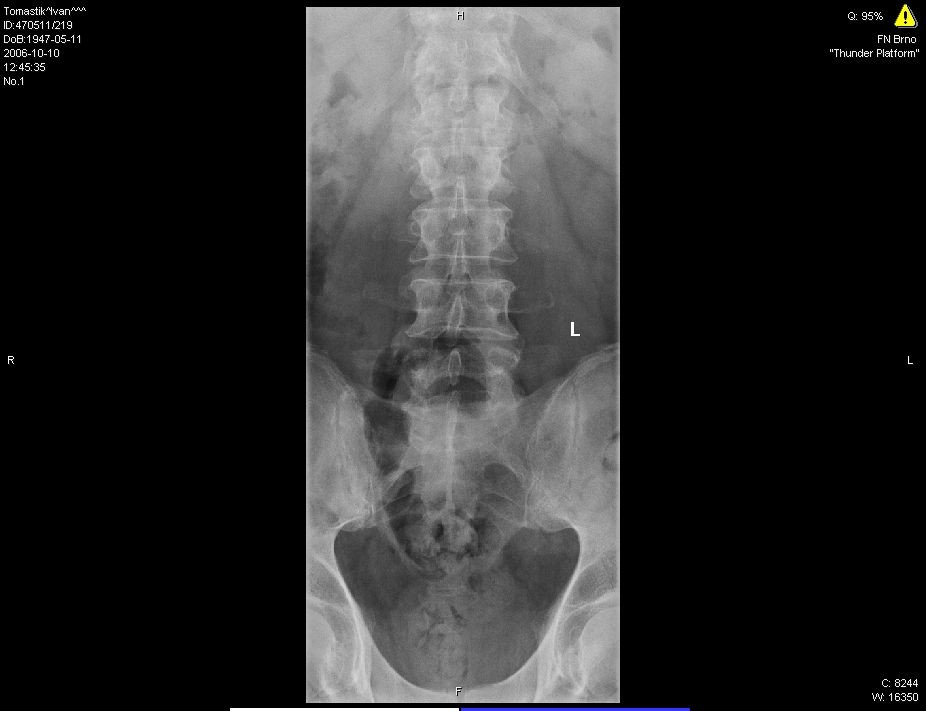 Tomastik^Ivan^^^
ID:470511/219
DoB:1947-05-11
2006-10-10
12:45:35
No.1
H
Q: 95%
FN Brno
"Thunder Platform"
L
R
L
F
C: 8244
W: 16350